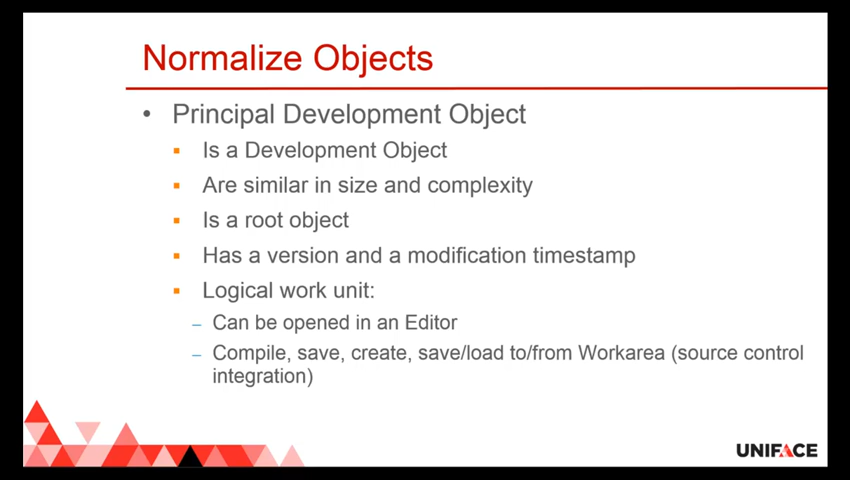 Normalize Objects
• Principal Development Object
▪ Is a Development Object
▪ Are similar in size and complexity
▪ Is a root object
▪ Has a version and a modification timestamp
▪ Logical work unit:
– Can be opened in an Editor
– Compile, save, create, save/load to/from Workarea (source control
integration)
UNIFACE